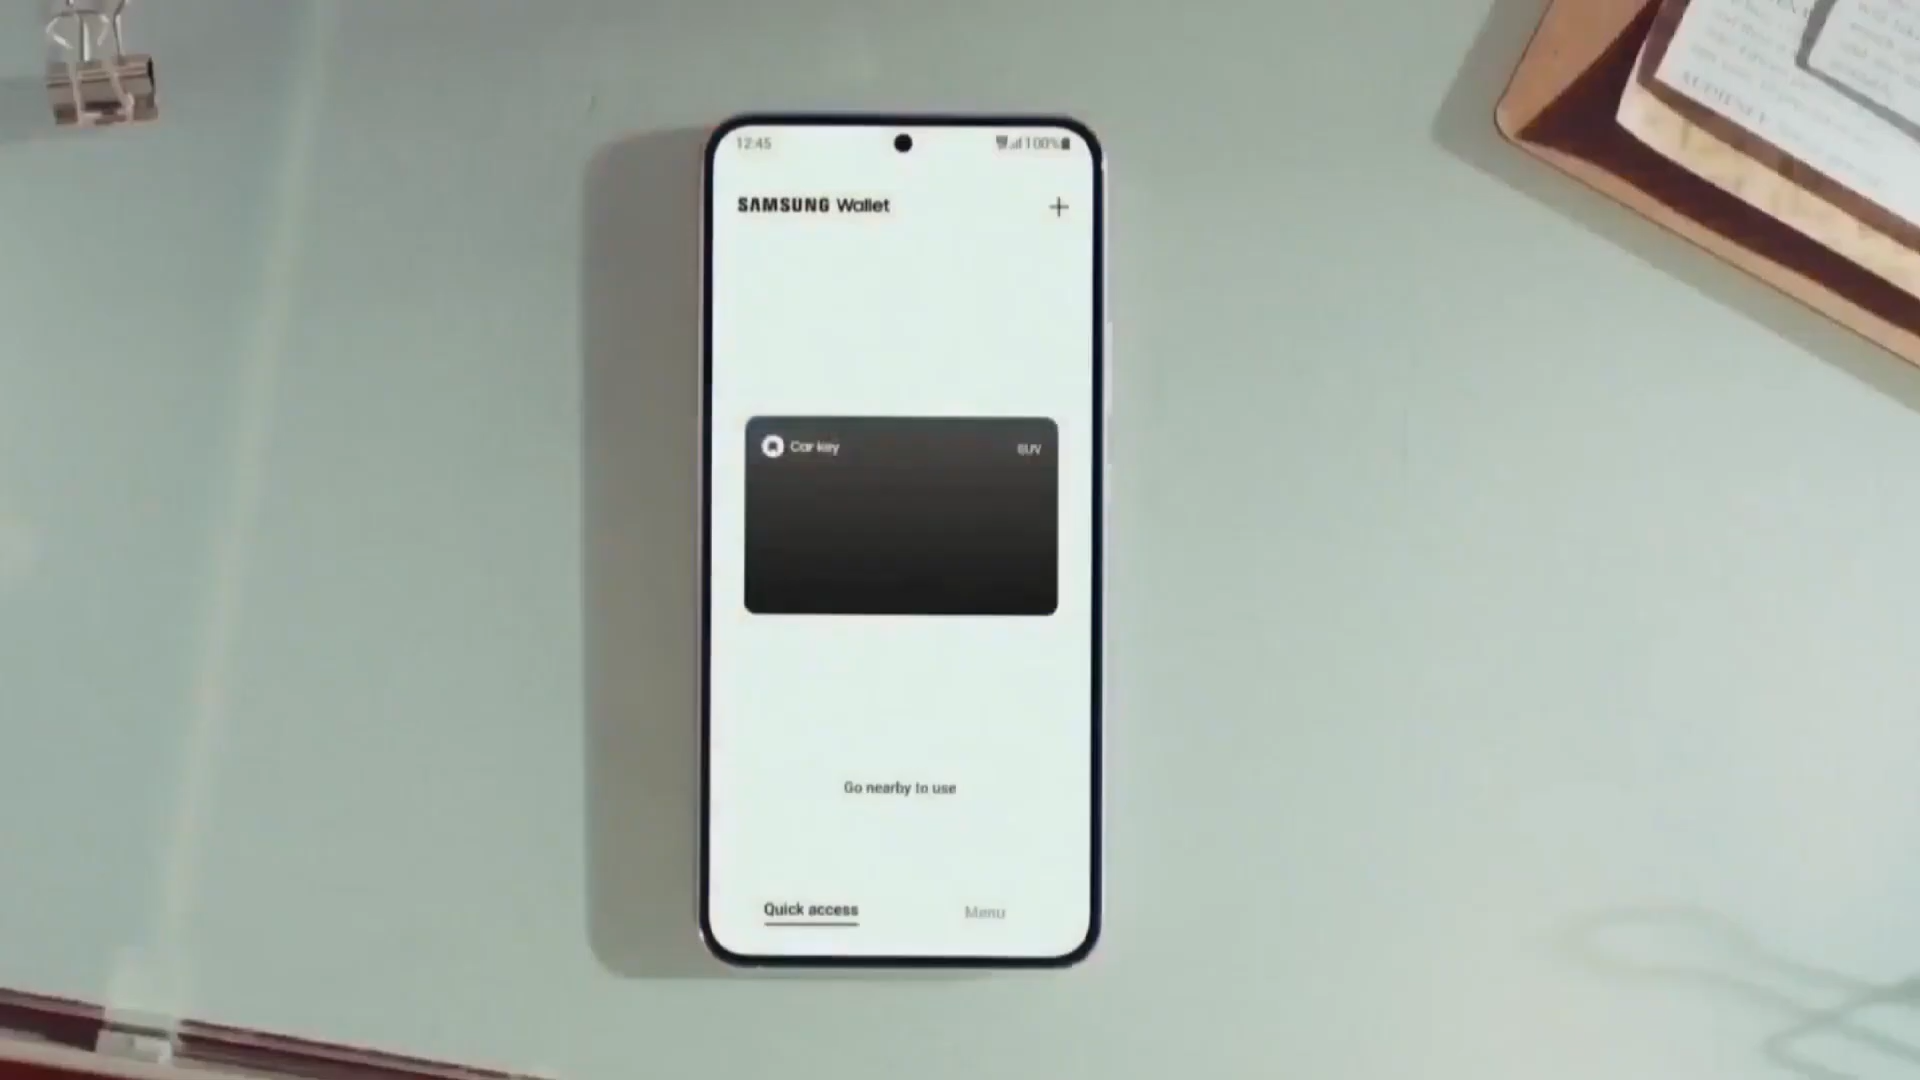 12:45
100%
SAMSUNG Wallet
+
Car key
SUV
Go nearby to use
Quick access
Menu